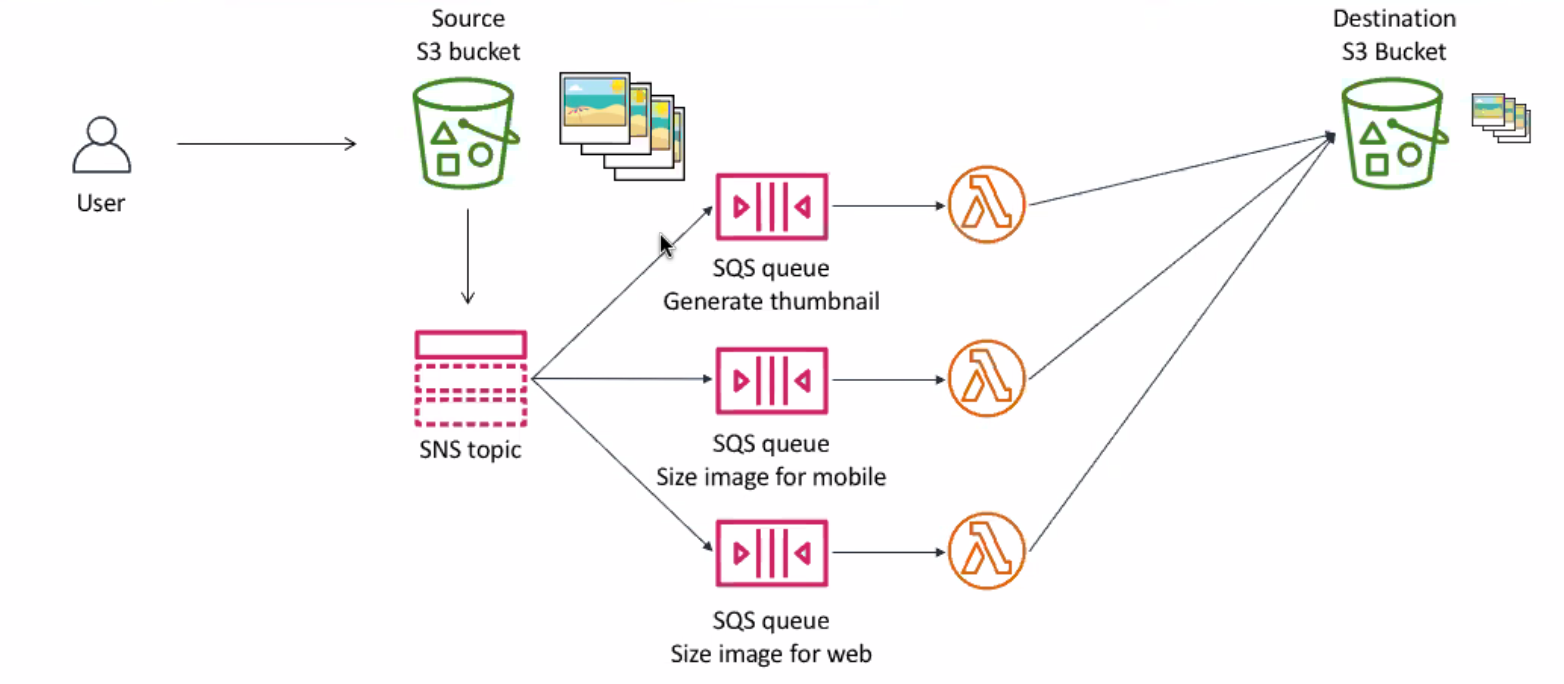 Source
S3 bucket
Destination
S3 Bucket
User
SQS queue
Generate thumbnail
SNS topic
SQS queue
Size image for mobile
SQS queue
Size image for web